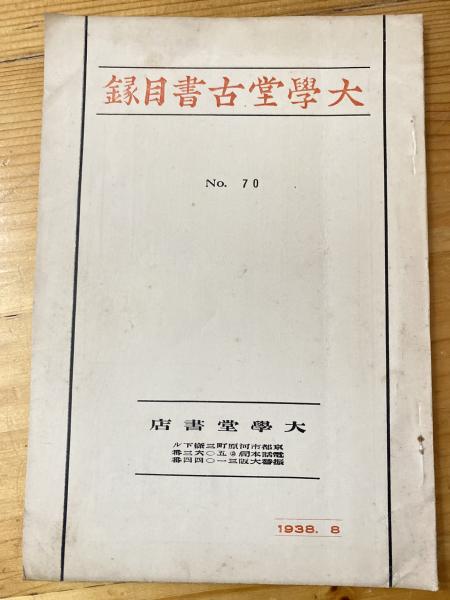 大學堂古書目録
No. 70
大學堂書店
京都市河原町三條下ル
電話本局②五〇六三番
振替大阪三一〇四四番
1938. 8